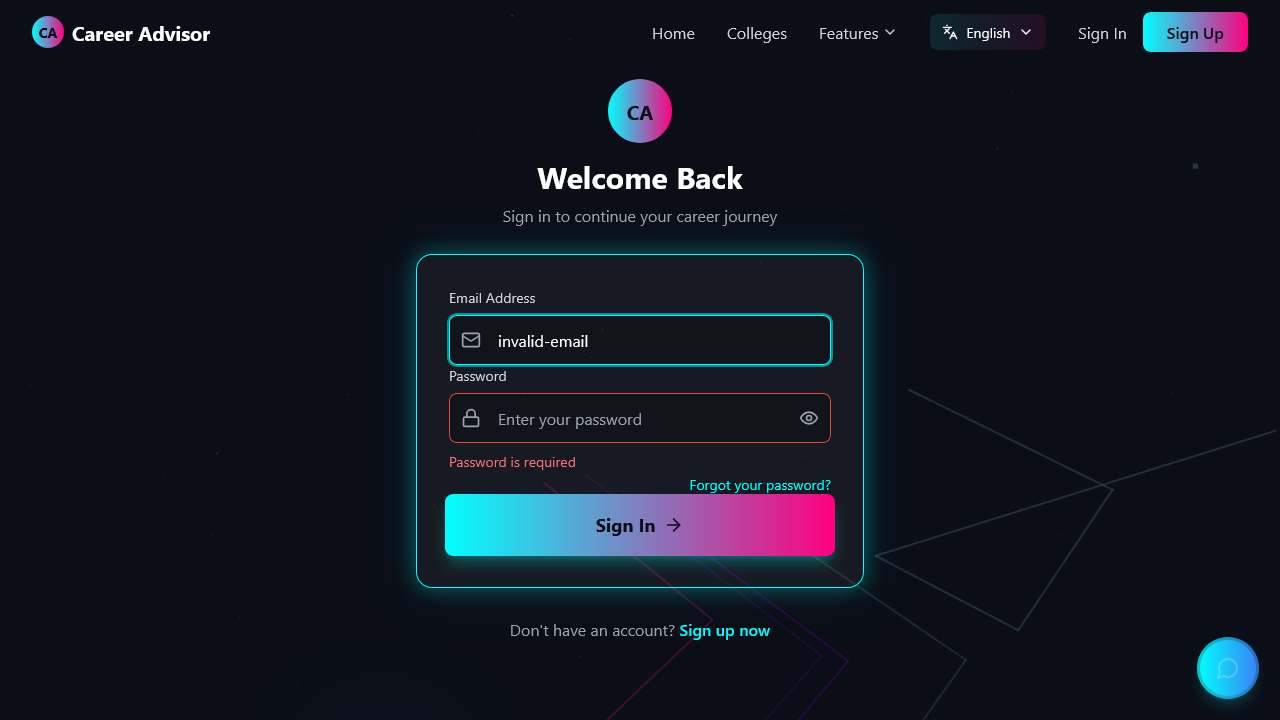 CA Career Advisor Home Colleges Features English Sign In Sign Up
CA
Welcome Back
Sign in to continue your career journey
Email Address
invalid-email
Password
Enter your password
Password is required
Forgot your password?
Sign In →
Don't have an account? Sign up now